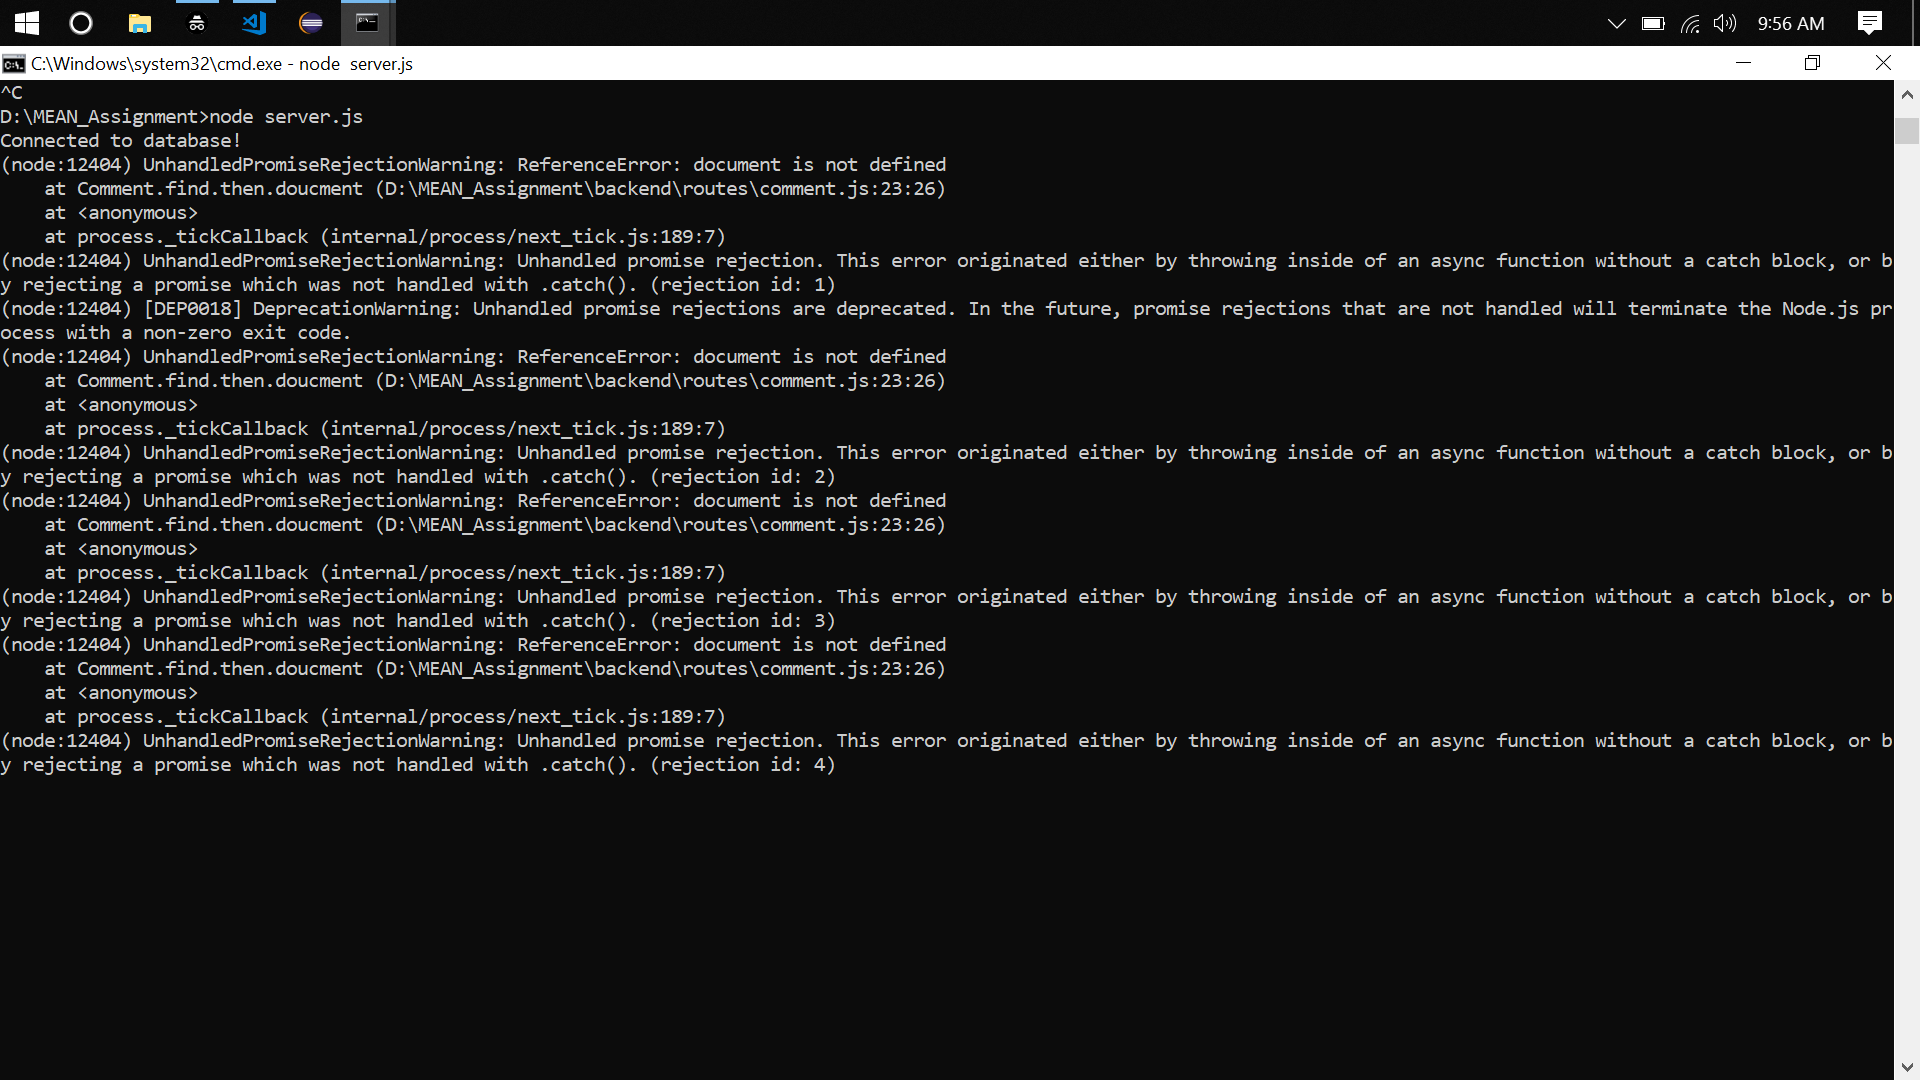 9:56 AM
C:\Windows\system32\cmd.exe - node  server.js
^C
D:\MEAN_Assignment>node server.js
Connected to database!
(node:12404) UnhandledPromiseRejectionWarning: ReferenceError: document is not defined
    at Comment.find.then.doucment (D:\MEAN_Assignment\backend\routes\comment.js:23:26)
    at <anonymous>
    at process._tickCallback (internal/process/next_tick.js:189:7)
(node:12404) UnhandledPromiseRejectionWarning: Unhandled promise rejection. This error originated either by throwing inside of an async function without a catch block, or b
y rejecting a promise which was not handled with .catch(). (rejection id: 1)
(node:12404) [DEP0018] DeprecationWarning: Unhandled promise rejections are deprecated. In the future, promise rejections that are not handled will terminate the Node.js pr
ocess with a non-zero exit code.
(node:12404) UnhandledPromiseRejectionWarning: ReferenceError: document is not defined
    at Comment.find.then.doucment (D:\MEAN_Assignment\backend\routes\comment.js:23:26)
    at <anonymous>
    at process._tickCallback (internal/process/next_tick.js:189:7)
(node:12404) UnhandledPromiseRejectionWarning: Unhandled promise rejection. This error originated either by throwing inside of an async function without a catch block, or b
y rejecting a promise which was not handled with .catch(). (rejection id: 2)
(node:12404) UnhandledPromiseRejectionWarning: ReferenceError: document is not defined
    at Comment.find.then.doucment (D:\MEAN_Assignment\backend\routes\comment.js:23:26)
    at <anonymous>
    at process._tickCallback (internal/process/next_tick.js:189:7)
(node:12404) UnhandledPromiseRejectionWarning: Unhandled promise rejection. This error originated either by throwing inside of an async function without a catch block, or b
y rejecting a promise which was not handled with .catch(). (rejection id: 3)
(node:12404) UnhandledPromiseRejectionWarning: ReferenceError: document is not defined
    at Comment.find.then.doucment (D:\MEAN_Assignment\backend\routes\comment.js:23:26)
    at <anonymous>
    at process._tickCallback (internal/process/next_tick.js:189:7)
(node:12404) UnhandledPromiseRejectionWarning: Unhandled promise rejection. This error originated either by throwing inside of an async function without a catch block, or b
y rejecting a promise which was not handled with .catch(). (rejection id: 4)